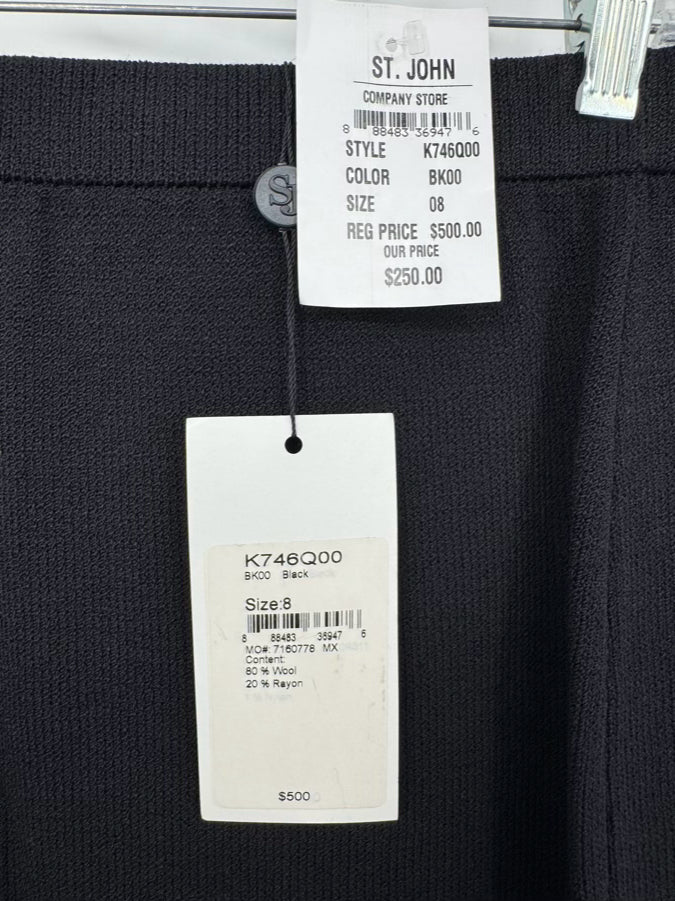 ST. JOHN
COMPANY STORE
8 88483 36947 6
STYLE K746Q00
COLOR BK00
SIZE 08
REG PRICE $500.00
OUR PRICE
$250.00
SJ
K746Q00
BK00 Black
Size:8
8 88483 36947 6
MO#: 7160778 MX
Content:
80 % Wool
20 % Rayon
$500